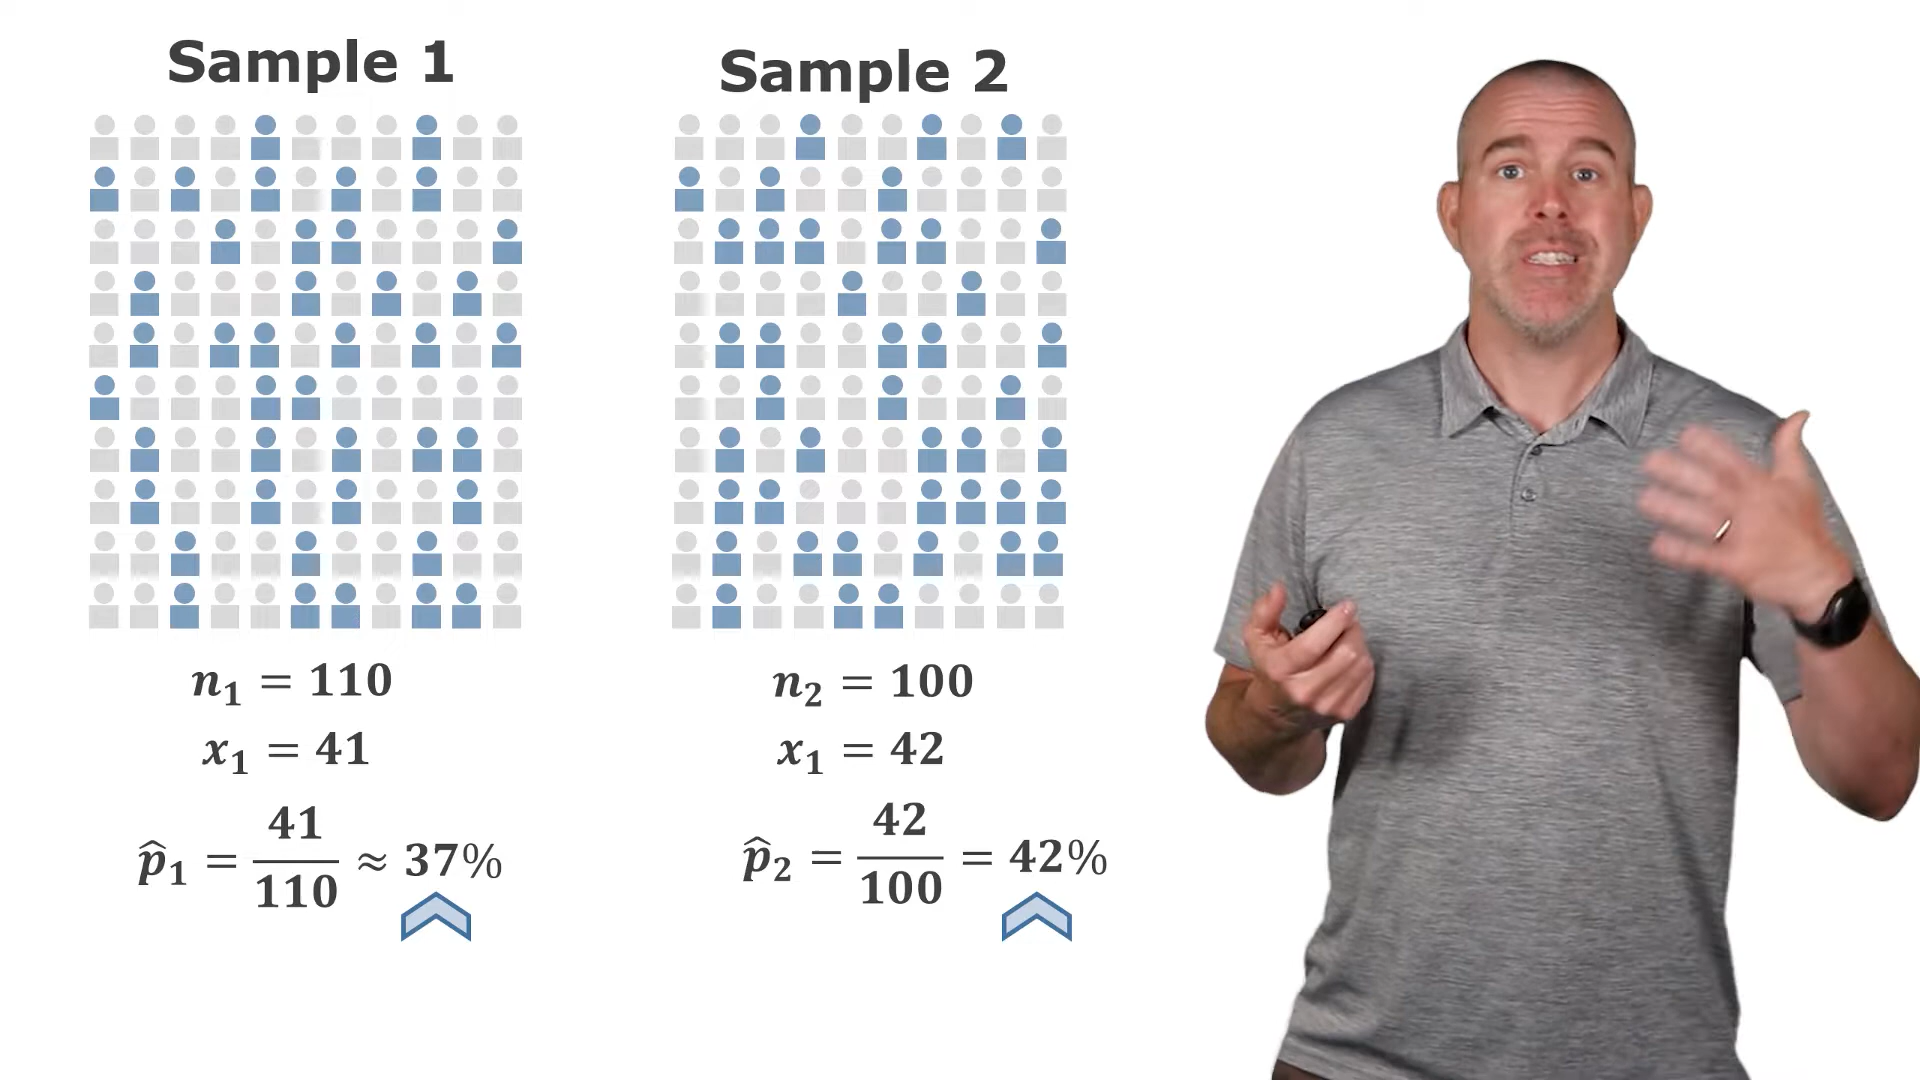 Sample 1
n₁ = 110
x₁ = 41
p̂₁ = 41/110 ≈ 37%
Sample 2
n₂ = 100
x₁ = 42
p̂₂ = 42/100 = 42%